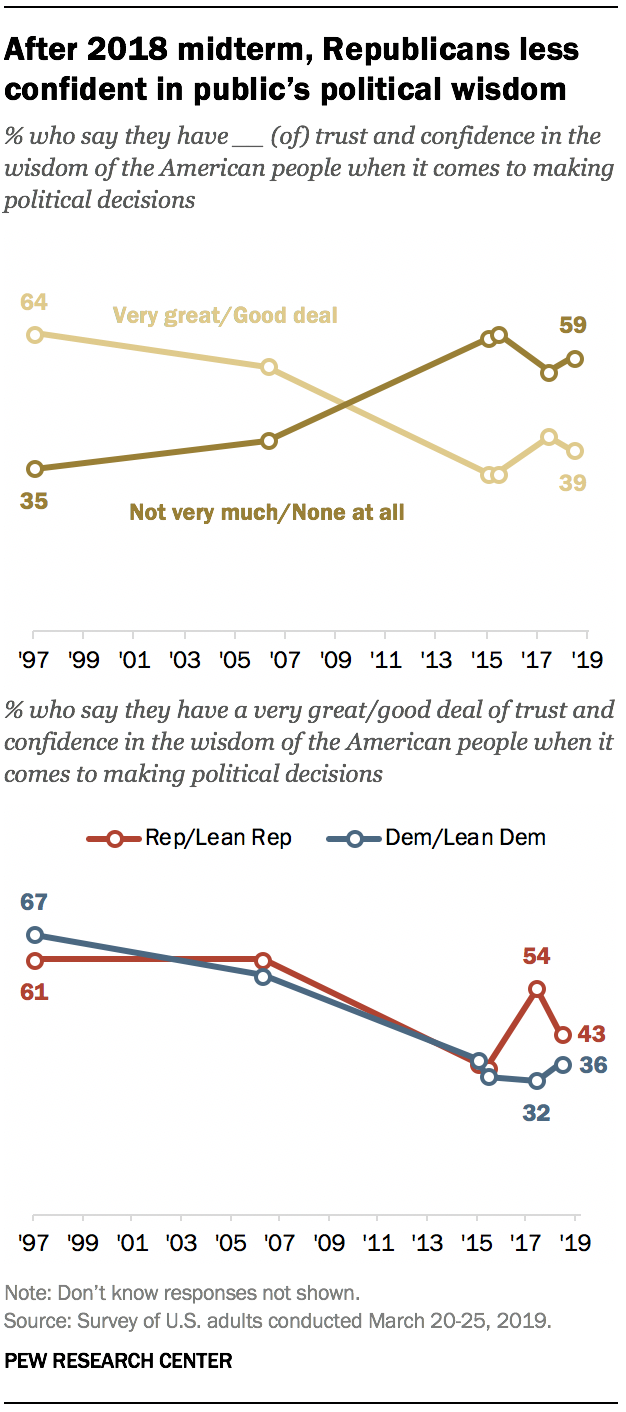 After 2018 midterm, Republicans less
confident in public’s political wisdom
% who say they have __ (of) trust and confidence in the
wisdom of the American people when it comes to making
political decisions
64
Very great/Good deal
59
35
39
Not very much/None at all
'97 '99 '01 '03 '05 '07 '09 '11 '13 '15 '17 '19
% who say they have a very great/good deal of trust and
confidence in the wisdom of the American people when it
comes to making political decisions
Rep/Lean Rep Dem/Lean Dem
67
61
54
43
36
32
'97 '99 '01 '03 '05 '07 '09 '11 '13 '15 '17 '19
Note: Don’t know responses not shown.
Source: Survey of U.S. adults conducted March 20-25, 2019.
PEW RESEARCH CENTER